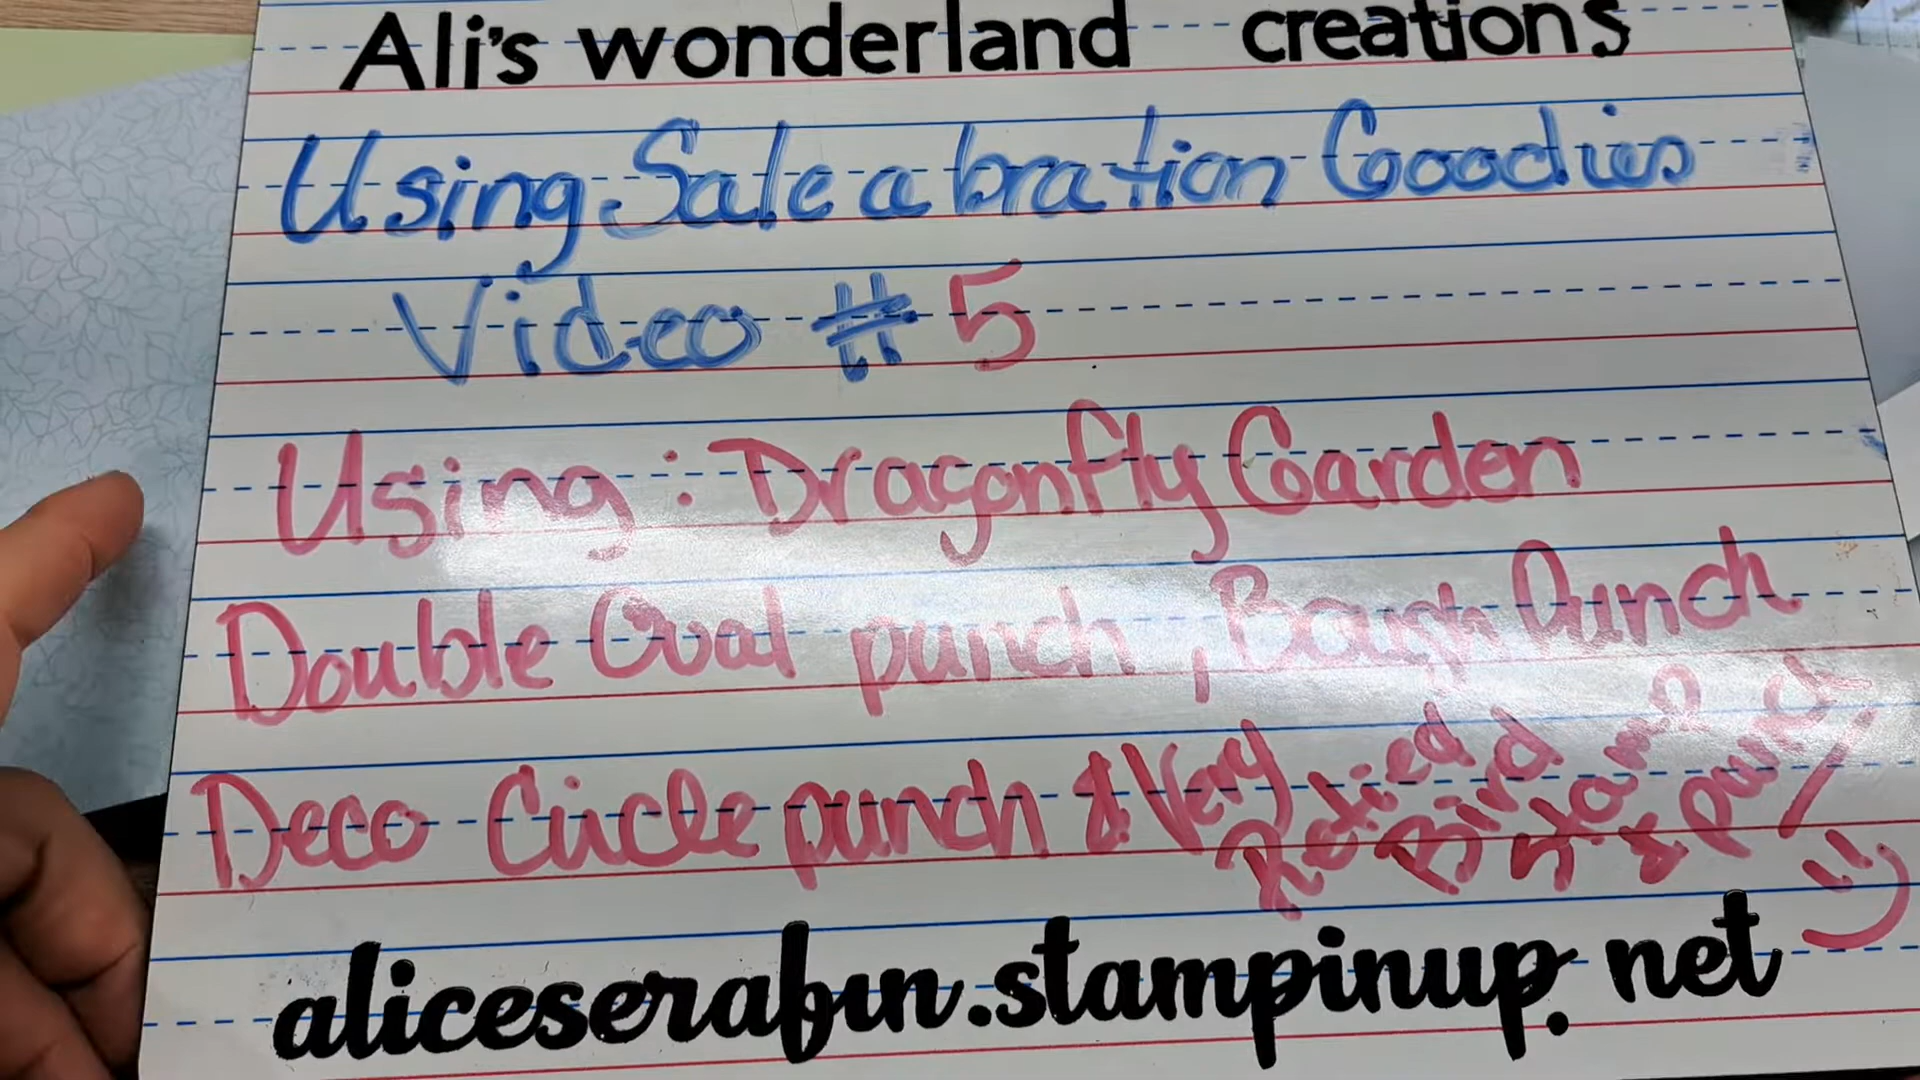 Ali's wonderland creations
Using Sale a bration Goodies
Video #5
Using: Dragonfly Garden
Double Oval punch, Bough Punch
Deco Circle punch & Very Retired Bird Stamp & punch
aliceserafin.stampinup.net